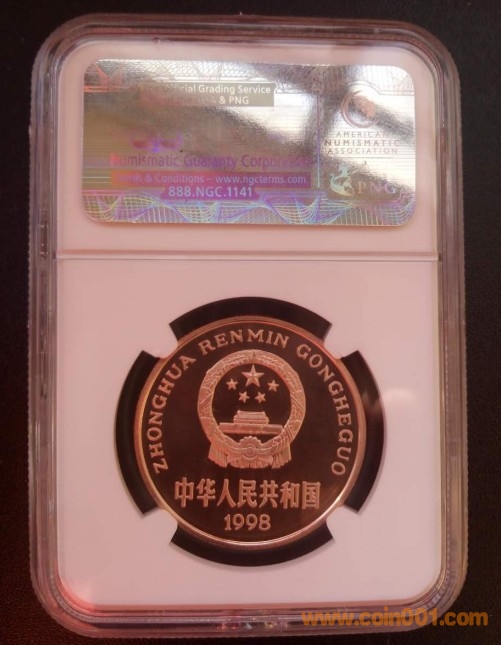 Grading Service
& PNG
AMERICAN
NUMISMATIC
ASSOCIATION
Numismatic Guaranty Corporation
& Conditions – www.ngcterms.com
PNG
888.NGC.1141
ZHONGHUA RENMIN GONGHEGUO
中华人民共和国
1998
www.coin001.com